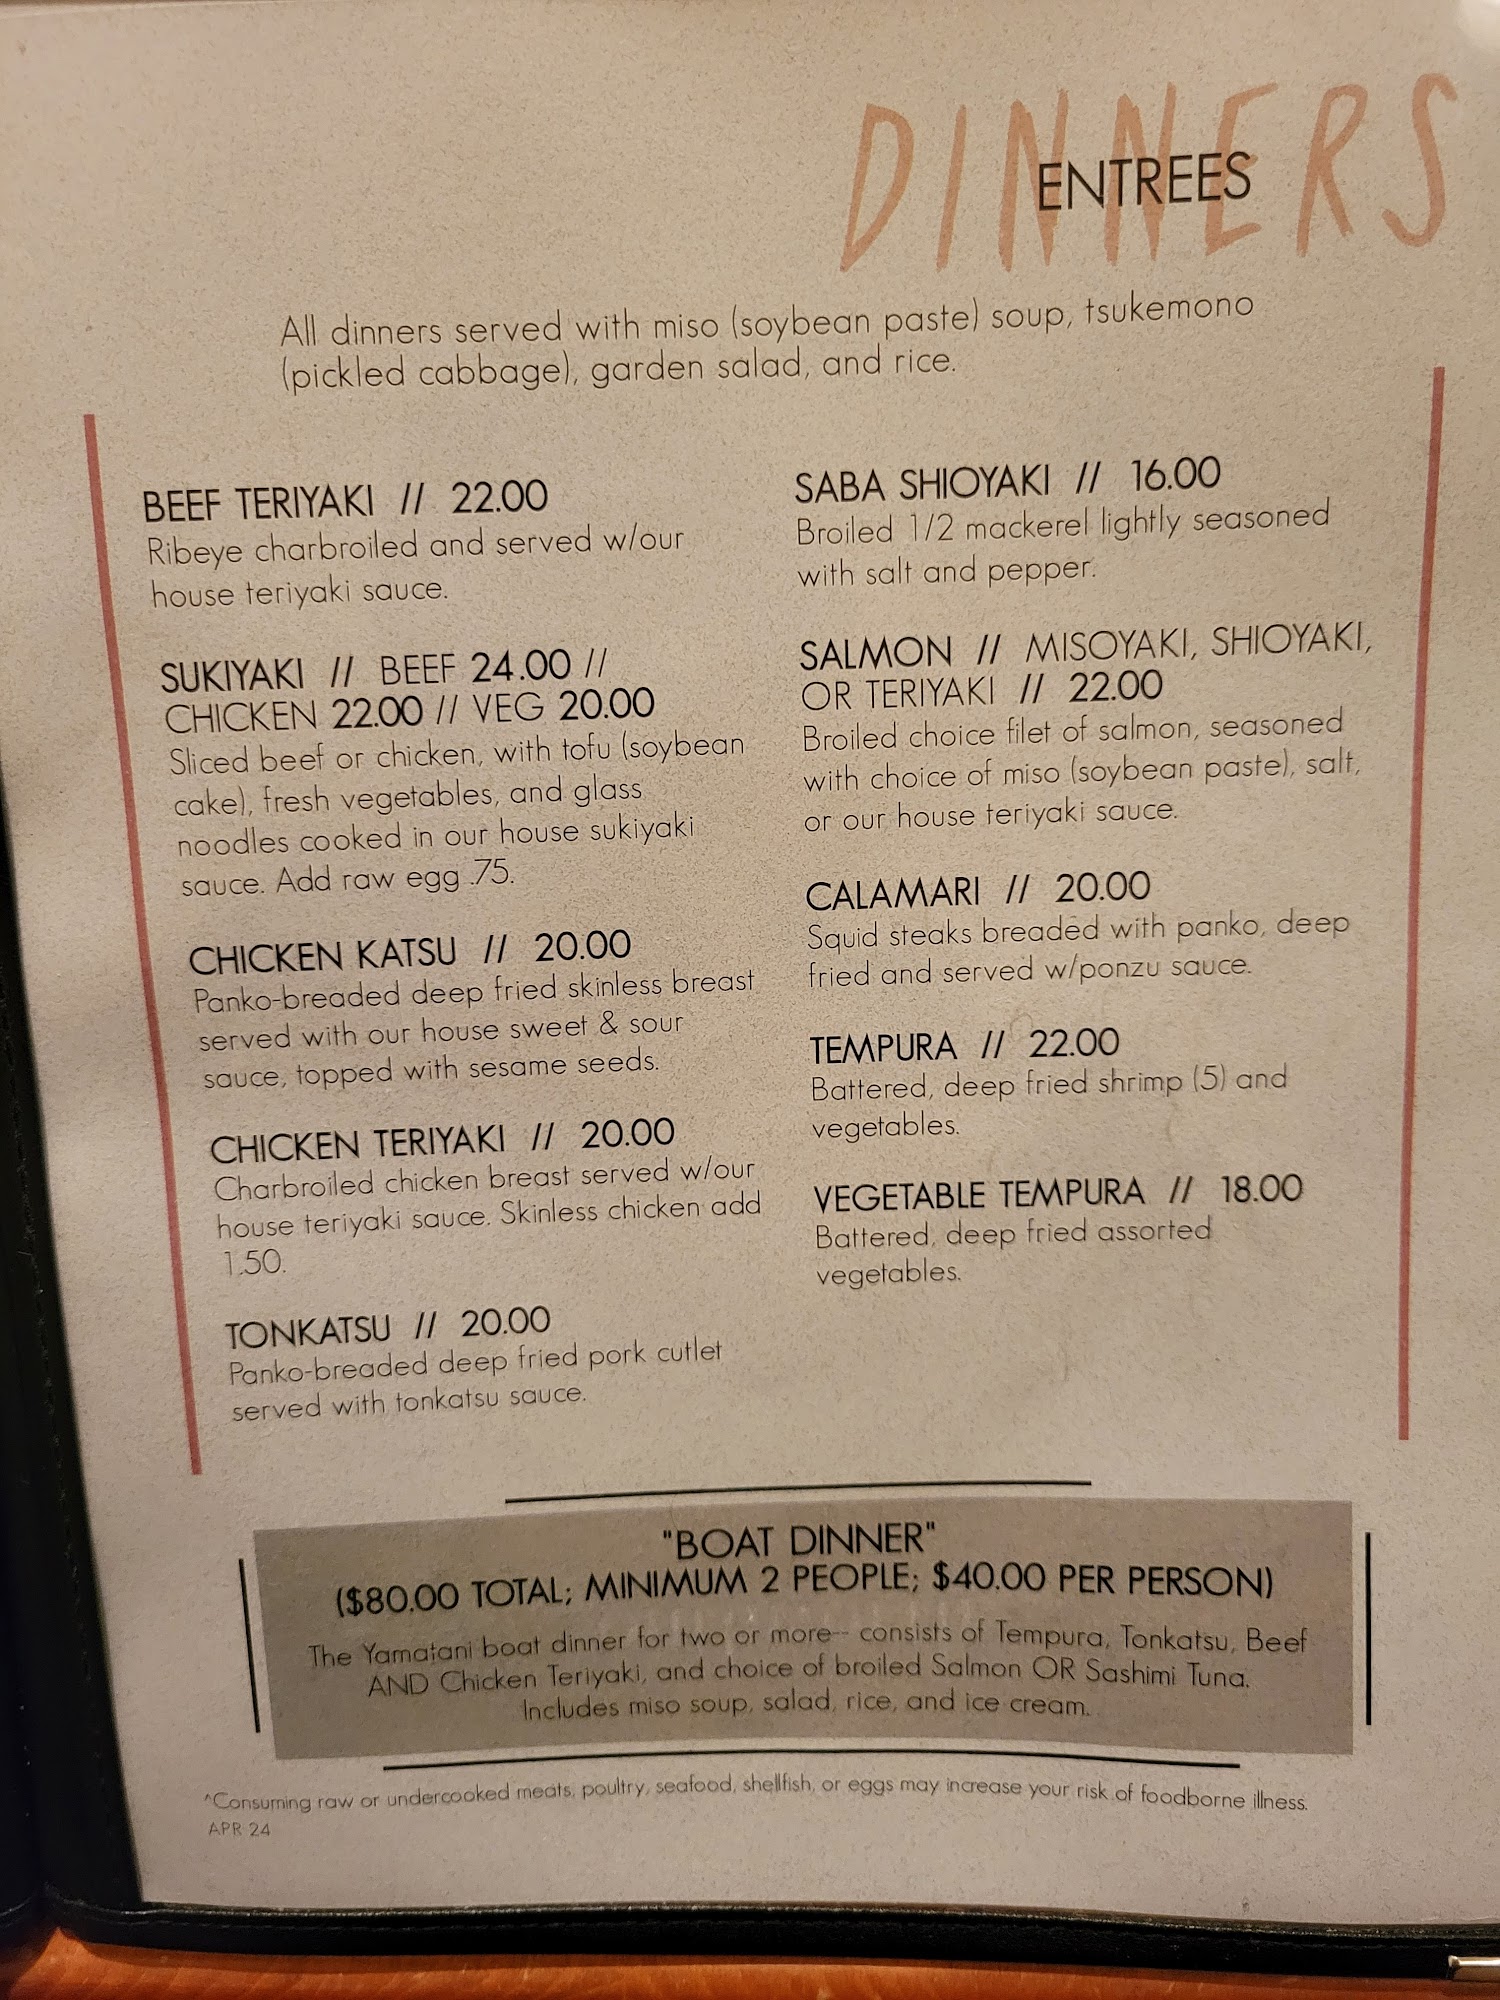 DINNERS
ENTREES
All dinners served with miso (soybean paste) soup, tsukemono
(pickled cabbage), garden salad, and rice.
BEEF TERIYAKI // 22.00
Ribeye charbroiled and served w/our
house teriyaki sauce.
SUKIYAKI // BEEF 24.00 //
CHICKEN 22.00 // VEG 20.00
Sliced beef or chicken, with tofu (soybean
cake), fresh vegetables, and glass
noodles cooked in our house sukiyaki
sauce. Add raw egg .75.
CHICKEN KATSU // 20.00
Panko-breaded deep fried skinless breast
served with our house sweet & sour
sauce, topped with sesame seeds.
CHICKEN TERIYAKI // 20.00
Charbroiled chicken breast served w/our
house teriyaki sauce. Skinless chicken add
1.50.
TONKATSU // 20.00
Panko-breaded deep fried pork cutlet
served with tonkatsu sauce.
SABA SHIOYAKI // 16.00
Broiled 1/2 mackerel lightly seasoned
with salt and pepper.
SALMON // MISOYAKI, SHIOYAKI,
OR TERIYAKI // 22.00
Broiled choice filet of salmon, seasoned
with choice of miso (soybean paste), salt,
or our house teriyaki sauce.
CALAMARI // 20.00
Squid steaks breaded with panko, deep
fried and served w/ponzu sauce.
TEMPURA // 22.00
Battered, deep fried shrimp (5) and
vegetables.
VEGETABLE TEMPURA // 18.00
Battered, deep fried assorted
vegetables.
"BOAT DINNER"
($80.00 TOTAL; MINIMUM 2 PEOPLE; $40.00 PER PERSON)
The Yamatani boat dinner for two or more-- consists of Tempura, Tonkatsu, Beef
AND Chicken Teriyaki, and choice of broiled Salmon OR Sashimi Tuna.
Includes miso soup, salad, rice, and ice cream.
^Consuming raw or undercooked meats, poultry, seafood, shellfish, or eggs may increase your risk of foodborne illness.
APR 24